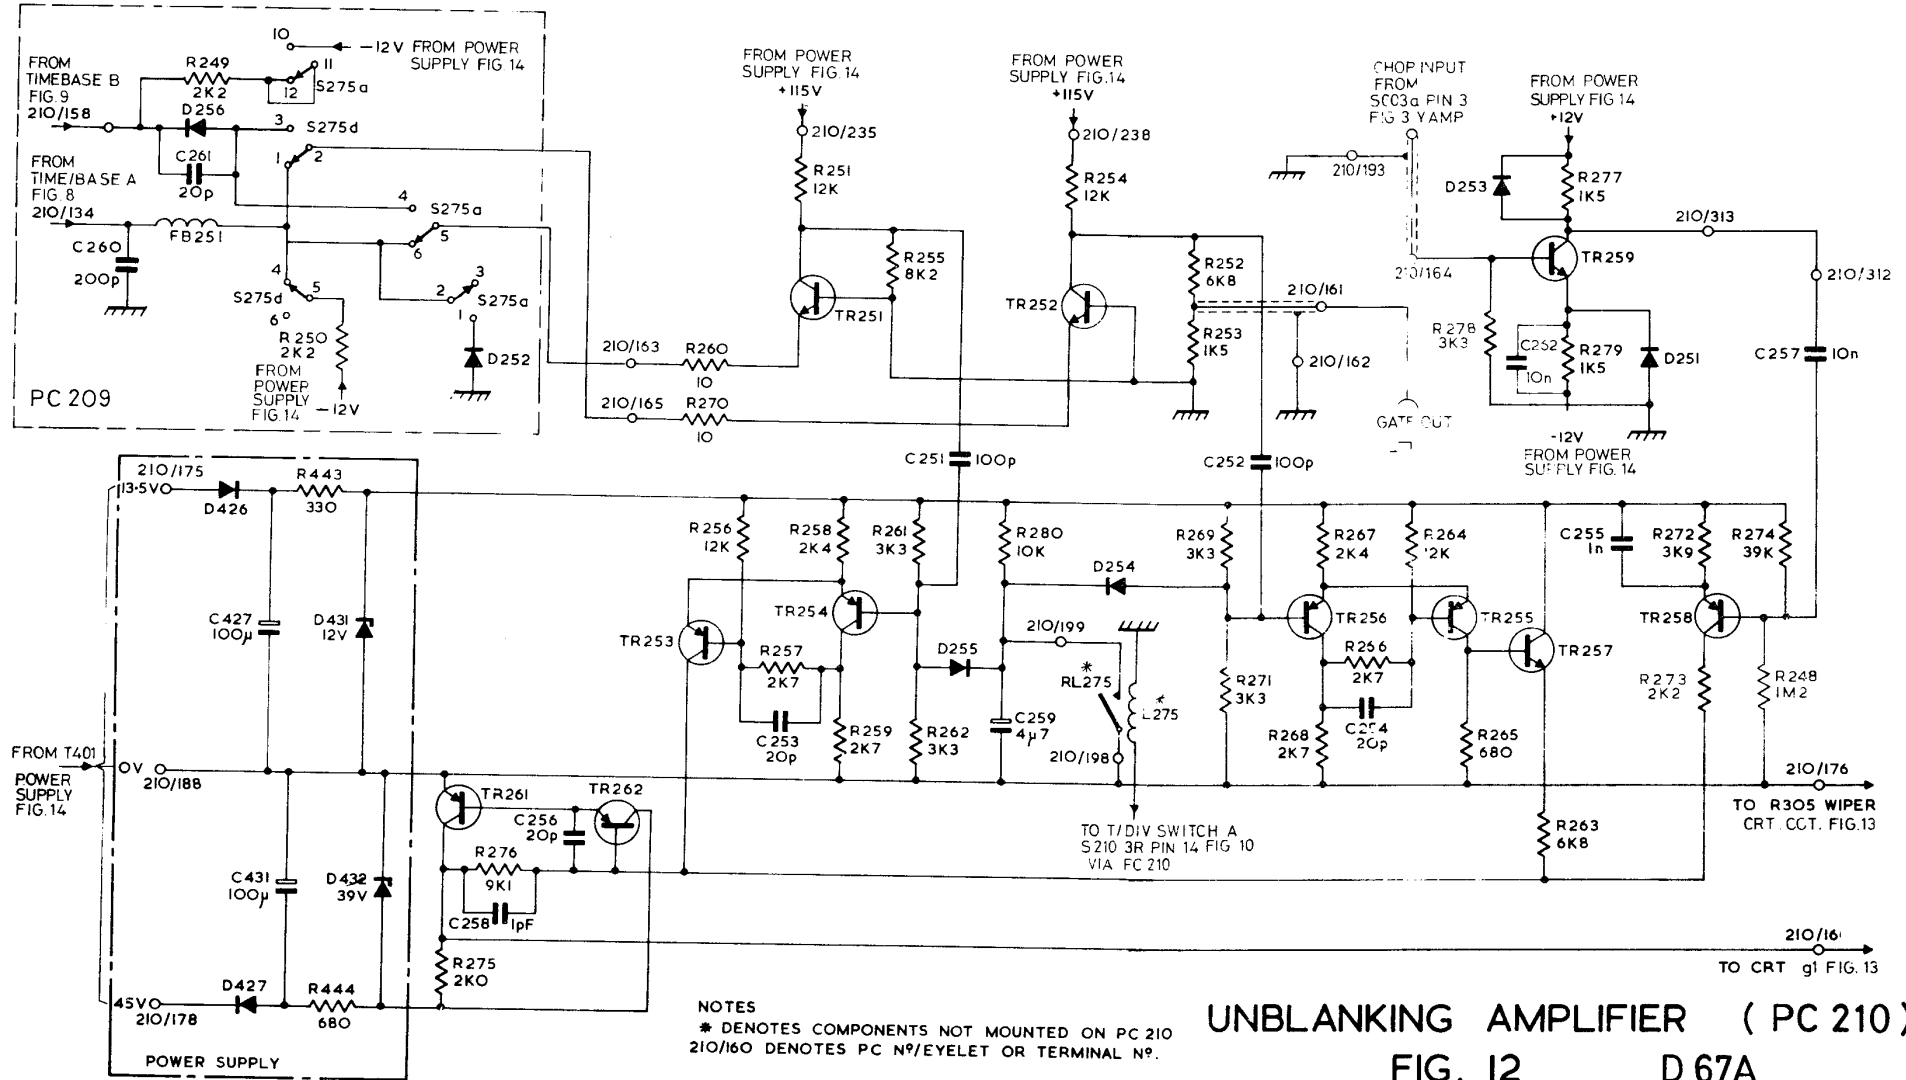 10
-12V FROM POWER
SUPPLY FIG. 14
FROM
TIMEBASE B
FIG. 9
210/158
R249
2K2
11
12
S275a
D256
3
S275d
1
2
C261
20p
FROM
TIME/BASE A
FIG. 8
210/134
FB251
C260
200p
4
S275a
5
6
4
S275d
5
6
3
2
S275a
1
R250
2K2
D252
FROM
POWER
SUPPLY
FIG. 14
-12V
PC 209
FROM POWER
SUPPLY FIG. 14
+115V
210/235
R251
12K
R255
8K2
TR251
210/163
R260
10
210/165
R270
10
FROM POWER
SUPPLY FIG. 14
+115V
210/238
R254
12K
TR252
R252
6K8
R253
1K5
210/161
210/162
GATE OUT
CHOP INPUT
FROM
PIN 3
FIG 3 YAMP
210/193
210/164
FROM POWER
SUPPLY FIG. 14
+12V
D253
R277
1K5
TR259
210/313
210/312
R278
3K3
C262
10n
R279
1K5
D251
C257
10n
-12V
FROM POWER
SUPPLY FIG. 14
C251
100p
C252
100p
210/175
13·5V
D426
R443
330
C427
100µ
D431
12V
FROM T401
POWER
SUPPLY
FIG. 14
0V
210/188
C431
100µ
D432
39V
45V
210/178
D427
R444
680
POWER SUPPLY
R256
12K
R258
2K4
R261
3K3
R280
10K
TR253
TR254
R257
2K7
C253
20p
R259
2K7
D255
R262
3K3
C259
4µ7
D254
210/199
*
RL275
*
L275
210/198
TO T/DIV SWITCH A
S210 3R PIN 14 FIG 10
VIA PC 210
R269
3K3
R271
3K3
R267
2K4
R264
TR256
TR255
TR257
2K7
20p
R268
2K7
R265
680
R263
6K8
C255
1n
R272
3K9
R274
39K
TR258
R273
2K2
R248
1M2
TR261
TR262
C256
20p
R276
9K1
C258
1pF
R275
2K0
210/176
TO R305 WIPER
CRT. CCT. FIG. 13
TO CRT g1 FIG. 13
NOTES
* DENOTES COMPONENTS NOT MOUNTED ON PC 210
210/160 DENOTES PC Nº/EYELET OR TERMINAL Nº.
UNBLANKING AMPLIFIER (PC 210)
FIG. 12 D 67A